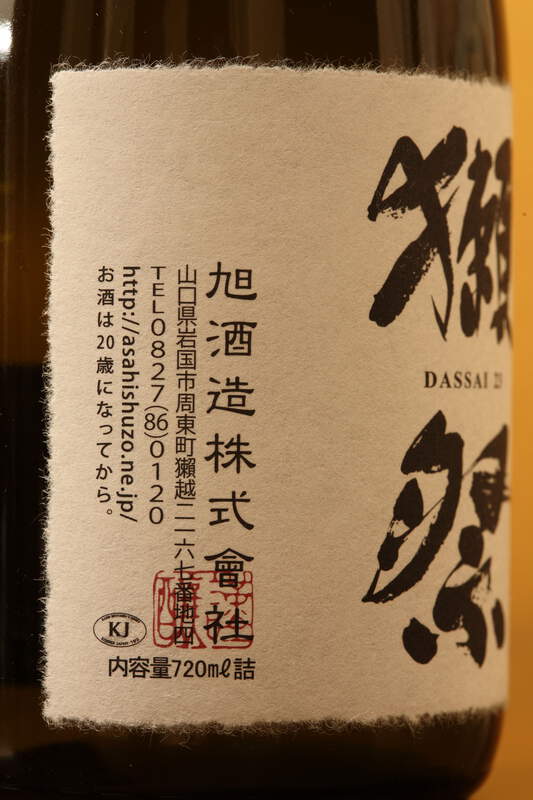 獺祭
DASSAI 23
旭酒造株式會社
山口県岩国市周東町獺越二一六七番地四
TEL0827(86)0120
http://asahishuzo.ne.jp/
お酒は20歳になってから。
KJ
内容量720mℓ詰